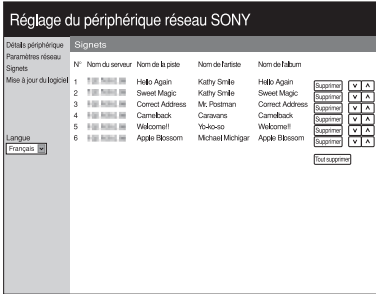 Réglage du périphérique réseau SONY
Détails périphérique
Paramètres réseau
Signets
Mise à jour du logiciel
Langue
Français
Signets
N° Nom du serveur Nom de la piste Nom de l'artiste Nom de l'album
1 Hello Again Kathy Smile Hello Again Supprimer v ʌ
2 Sweet Magic Kathy Smile Sweet Magic Supprimer v ʌ
3 Correct Address Mr. Postman Correct Address Supprimer v ʌ
4 Camelback Caravans Camelback Supprimer v ʌ
5 Welcome!! Yo-ko-so Welcome!! Supprimer v ʌ
6 Apple Blossom Michael Michigar Apple Blossom Supprimer v ʌ
Tout supprimer